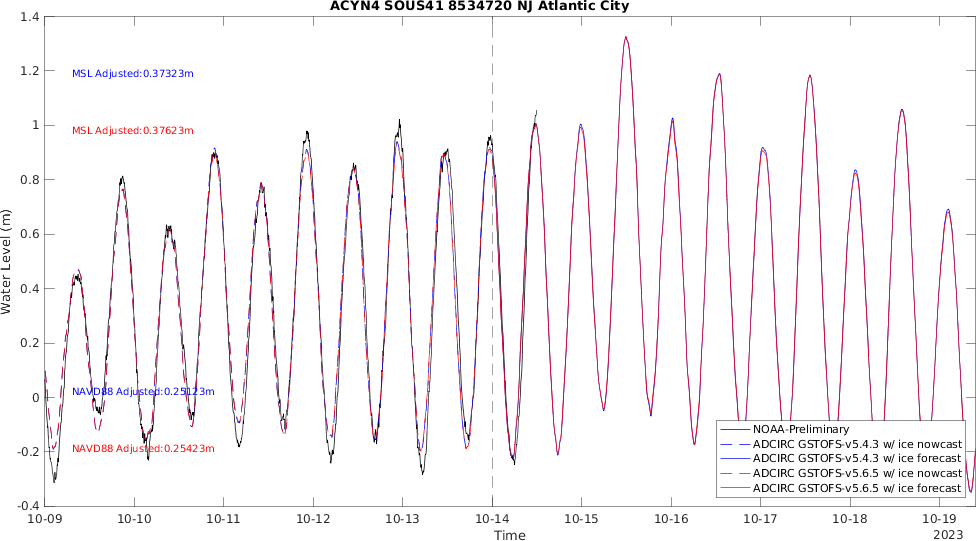 ACYN4 SOUS41 8534720 NJ Atlantic City
1.4
1.2
1
0.8
0.6
0.4
0.2
0
-0.2
-0.4
Water Level (m)
MSL Adjusted:0.37323m
MSL Adjusted:0.37623m
NAVD88 Adjusted:0.25123m
NAVD88 Adjusted:0.25423m
NOAA-Preliminary
ADCIRC GSTOFS-v5.4.3 w/ ice nowcast
ADCIRC GSTOFS-v5.4.3 w/ ice forecast
ADCIRC GSTOFS-v5.6.5 w/ ice nowcast
ADCIRC GSTOFS-v5.6.5 w/ ice forecast
10-09 10-10 10-11 10-12 10-13 10-14 10-15 10-16 10-17 10-18 10-19
Time
2023